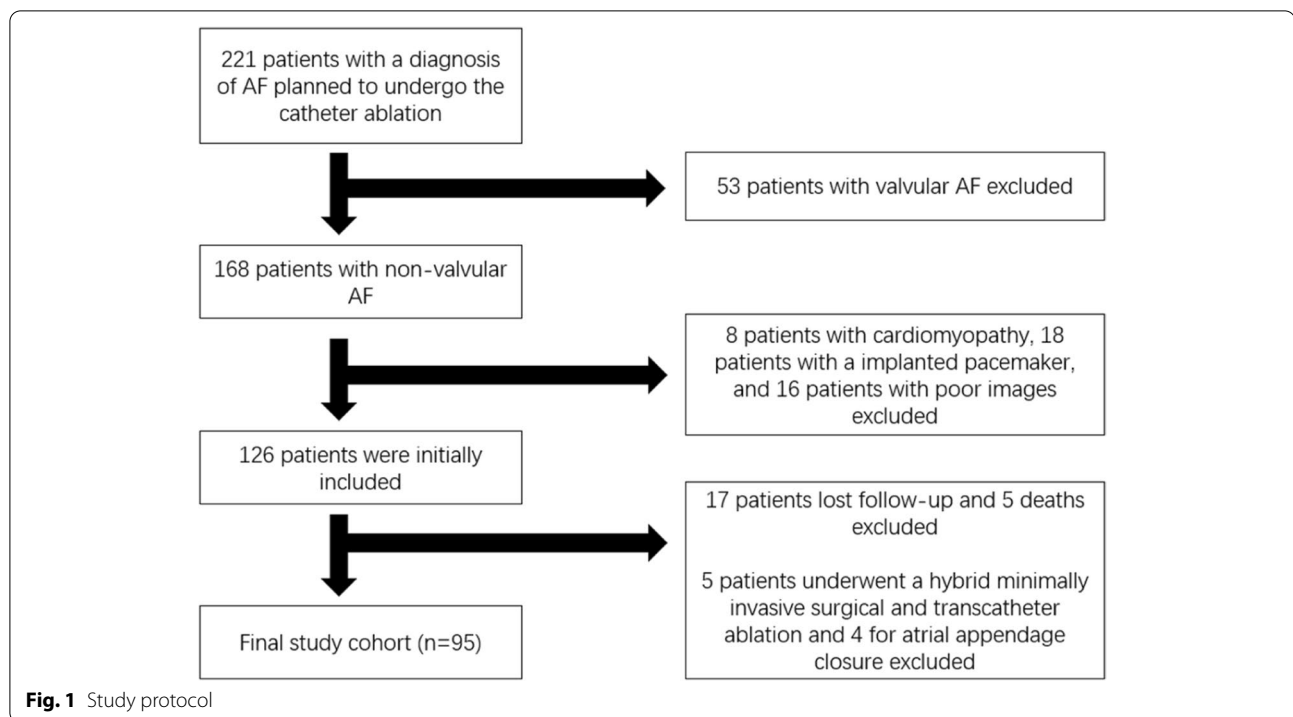 221 patients with a diagnosis
of AF planned to undergo the
catheter ablation
53 patients with valvular AF excluded
168 patients with non-valvular
AF
8 patients with cardiomyopathy, 18
patients with a implanted pacemaker,
and 16 patients with poor images
excluded
126 patients were initially
included
17 patients lost follow-up and 5 deaths
excluded
5 patients underwent a hybrid minimally
invasive surgical and transcatheter
ablation and 4 for atrial appendage
closure excluded
Final study cohort (n=95)
Fig. 1 Study protocol